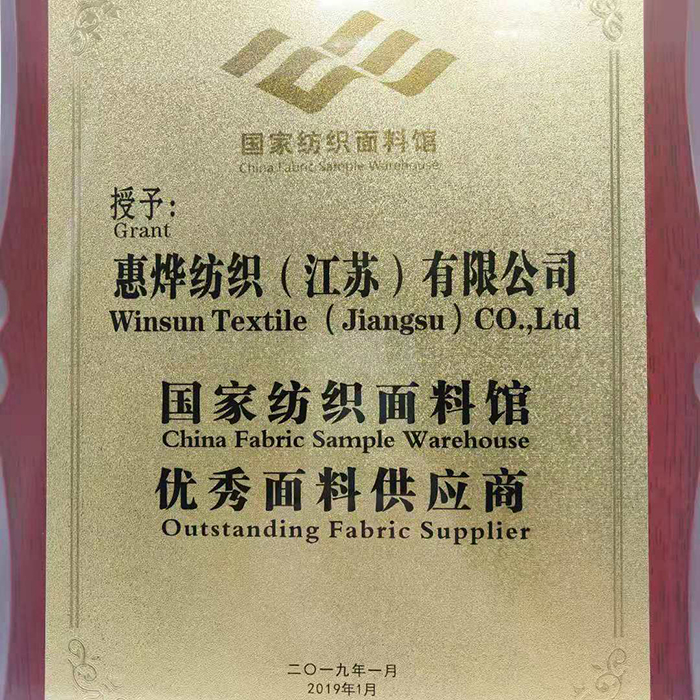 国家纺织面料馆
China Fabric Sample Warehouse
授予：
Grant
惠烨纺织（江苏）有限公司
Winsun Textile （Jiangsu）CO.,Ltd
国家纺织面料馆
China Fabric Sample Warehouse
优秀面料供应商
Outstanding Fabric Supplier
二〇一九年一月
2019年1月